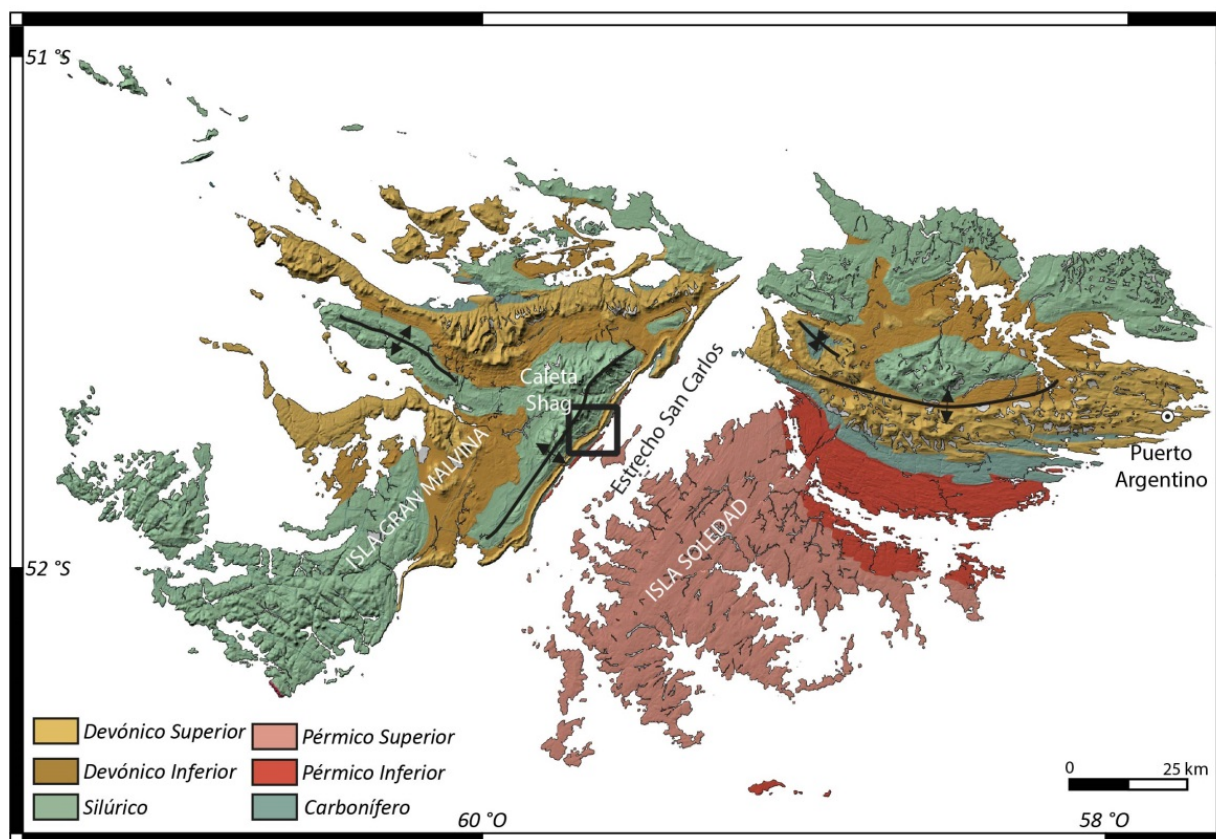 51 °S
Caleta
Shag
Estrecho San Carlos
ISLA GRAN MALVINA
Puerto
Argentino
52 °S
ISLA SOLEDAD
Devónico Superior
Pérmico Superior
Devónico Inferior
Pérmico Inferior
Silúrico
Carbonífero
0
25 km
60 °O
58 °O